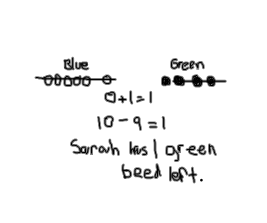 Blue Green
0+1=1
10-9=1
Sarah has 1 green
beed left.